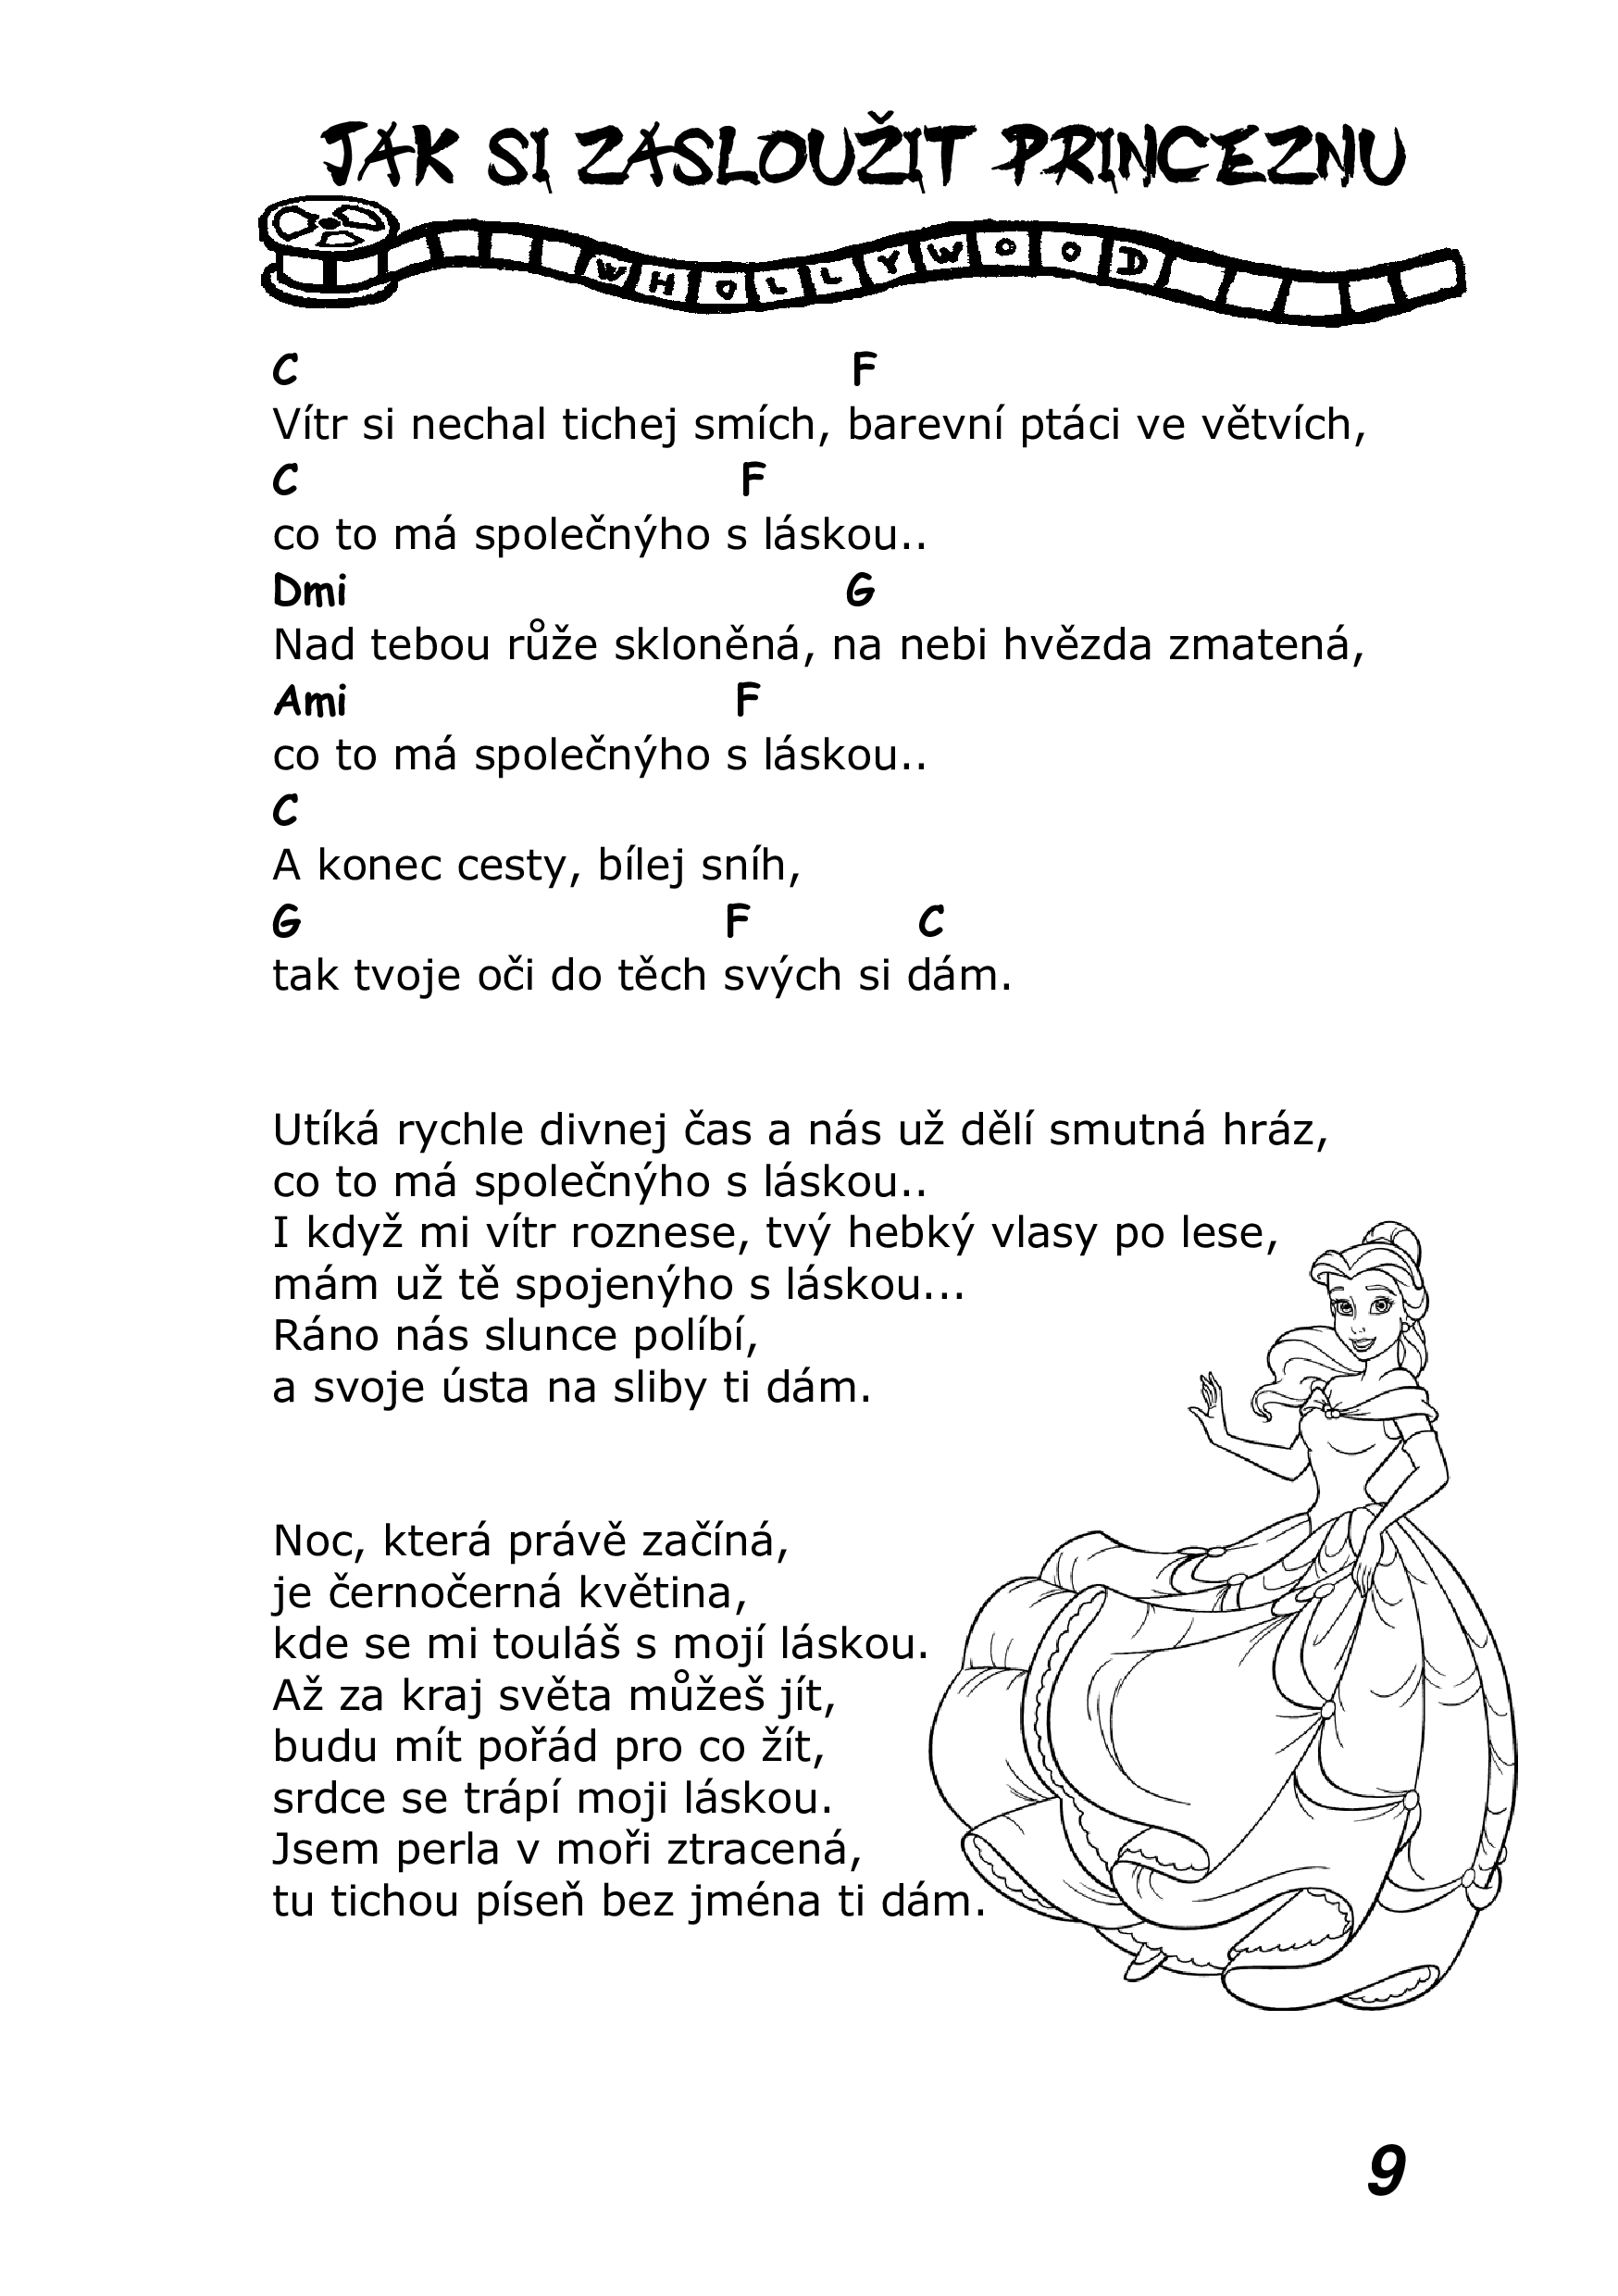 JAK SI ZASLOUŽIT PRINCEZNU
WHOLLYWOOD
C F
Vítr si nechal tichej smích, barevní ptáci ve větvích,
C F
co to má společnýho s láskou..
Dmi G
Nad tebou růže skloněná, na nebi hvězda zmatená,
Ami F
co to má společnýho s láskou..
C
A konec cesty, bílej sníh,
G F C
tak tvoje oči do těch svých si dám.
Utíká rychle divnej čas a nás už dělí smutná hráz,
co to má společnýho s láskou..
I když mi vítr roznese, tvý hebký vlasy po lese,
mám už tě spojenýho s láskou...
Ráno nás slunce políbí,
a svoje ústa na sliby ti dám.
Noc, která právě začíná,
je černočerná květina,
kde se mi touláš s mojí láskou.
Až za kraj světa můžeš jít,
budu mít pořád pro co žít,
srdce se trápí moji láskou.
Jsem perla v moři ztracená,
tu tichou píseň bez jména ti dám.
9